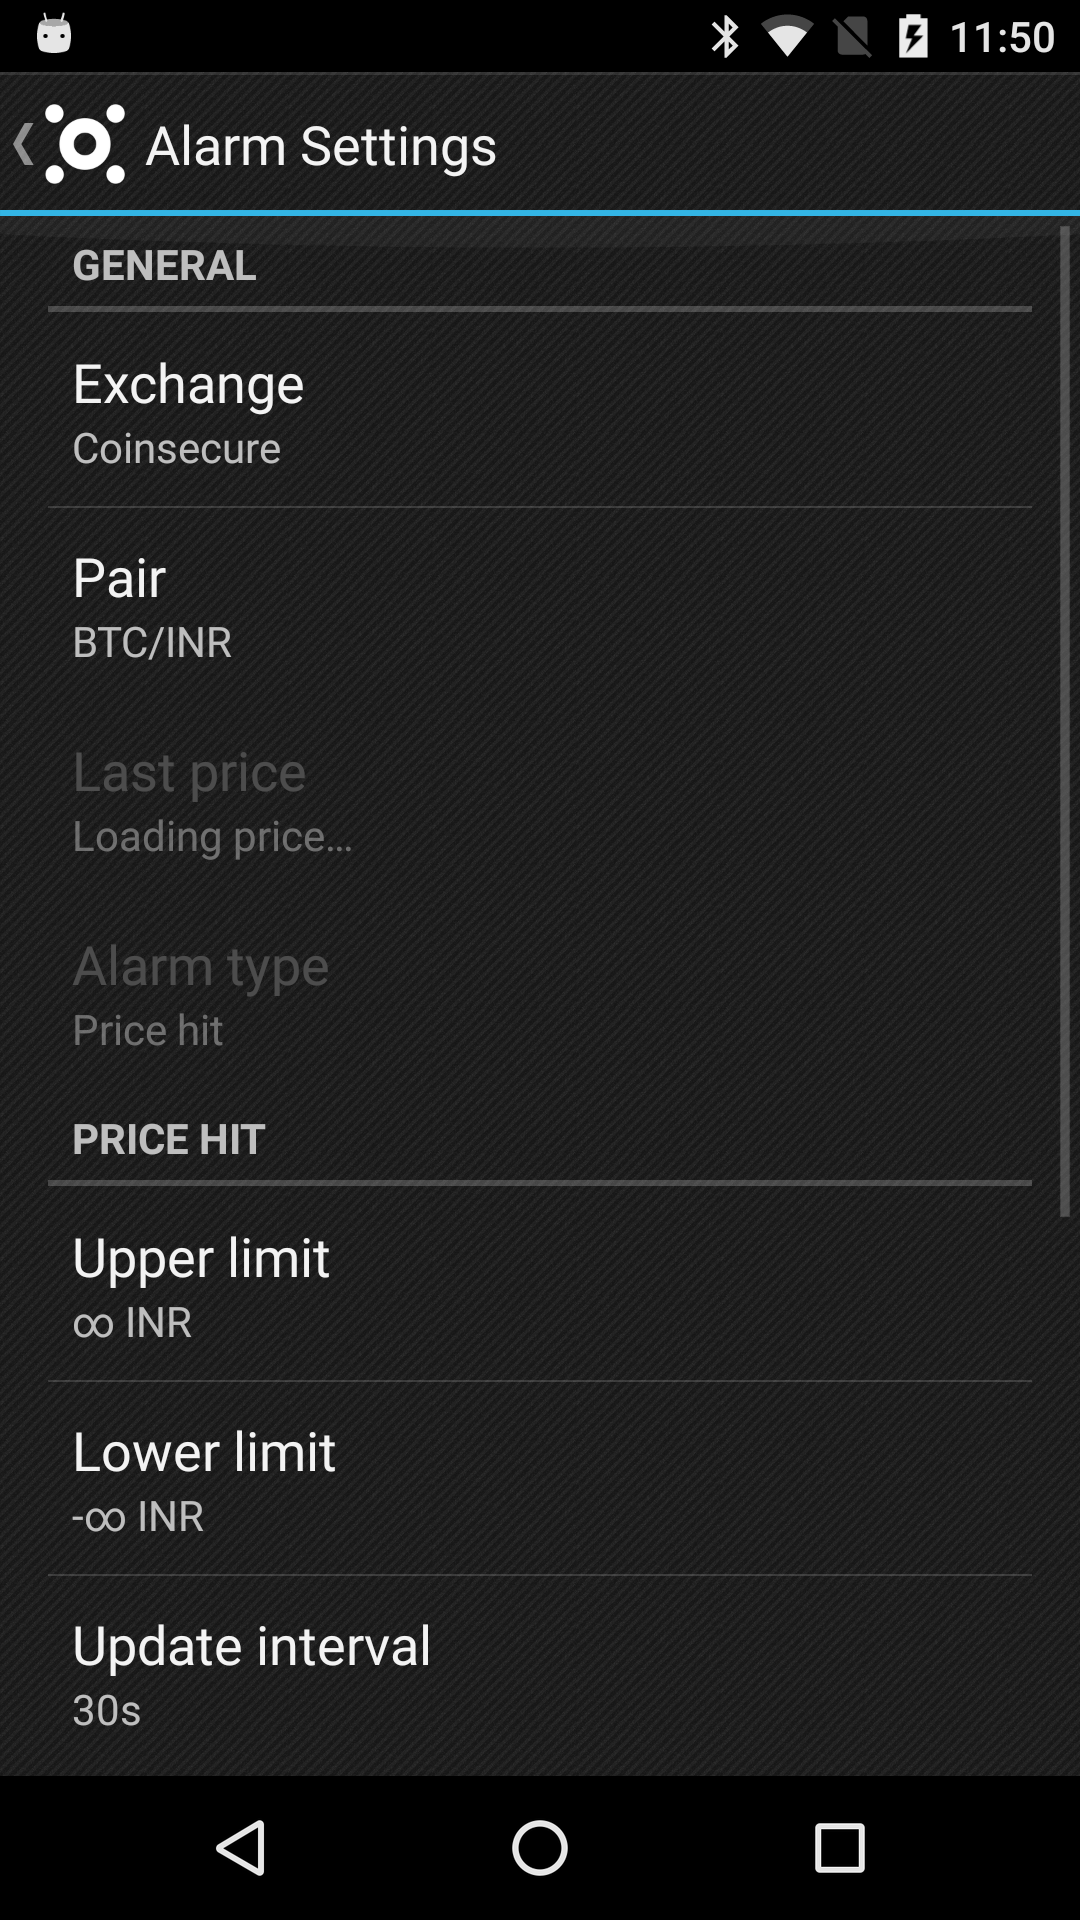 11:50
Alarm Settings
GENERAL
Exchange
Coinsecure
Pair
BTC/INR
Last price
Loading price...
Alarm type
Price hit
PRICE HIT
Upper limit
∞ INR
Lower limit
-∞ INR
Update interval
30s